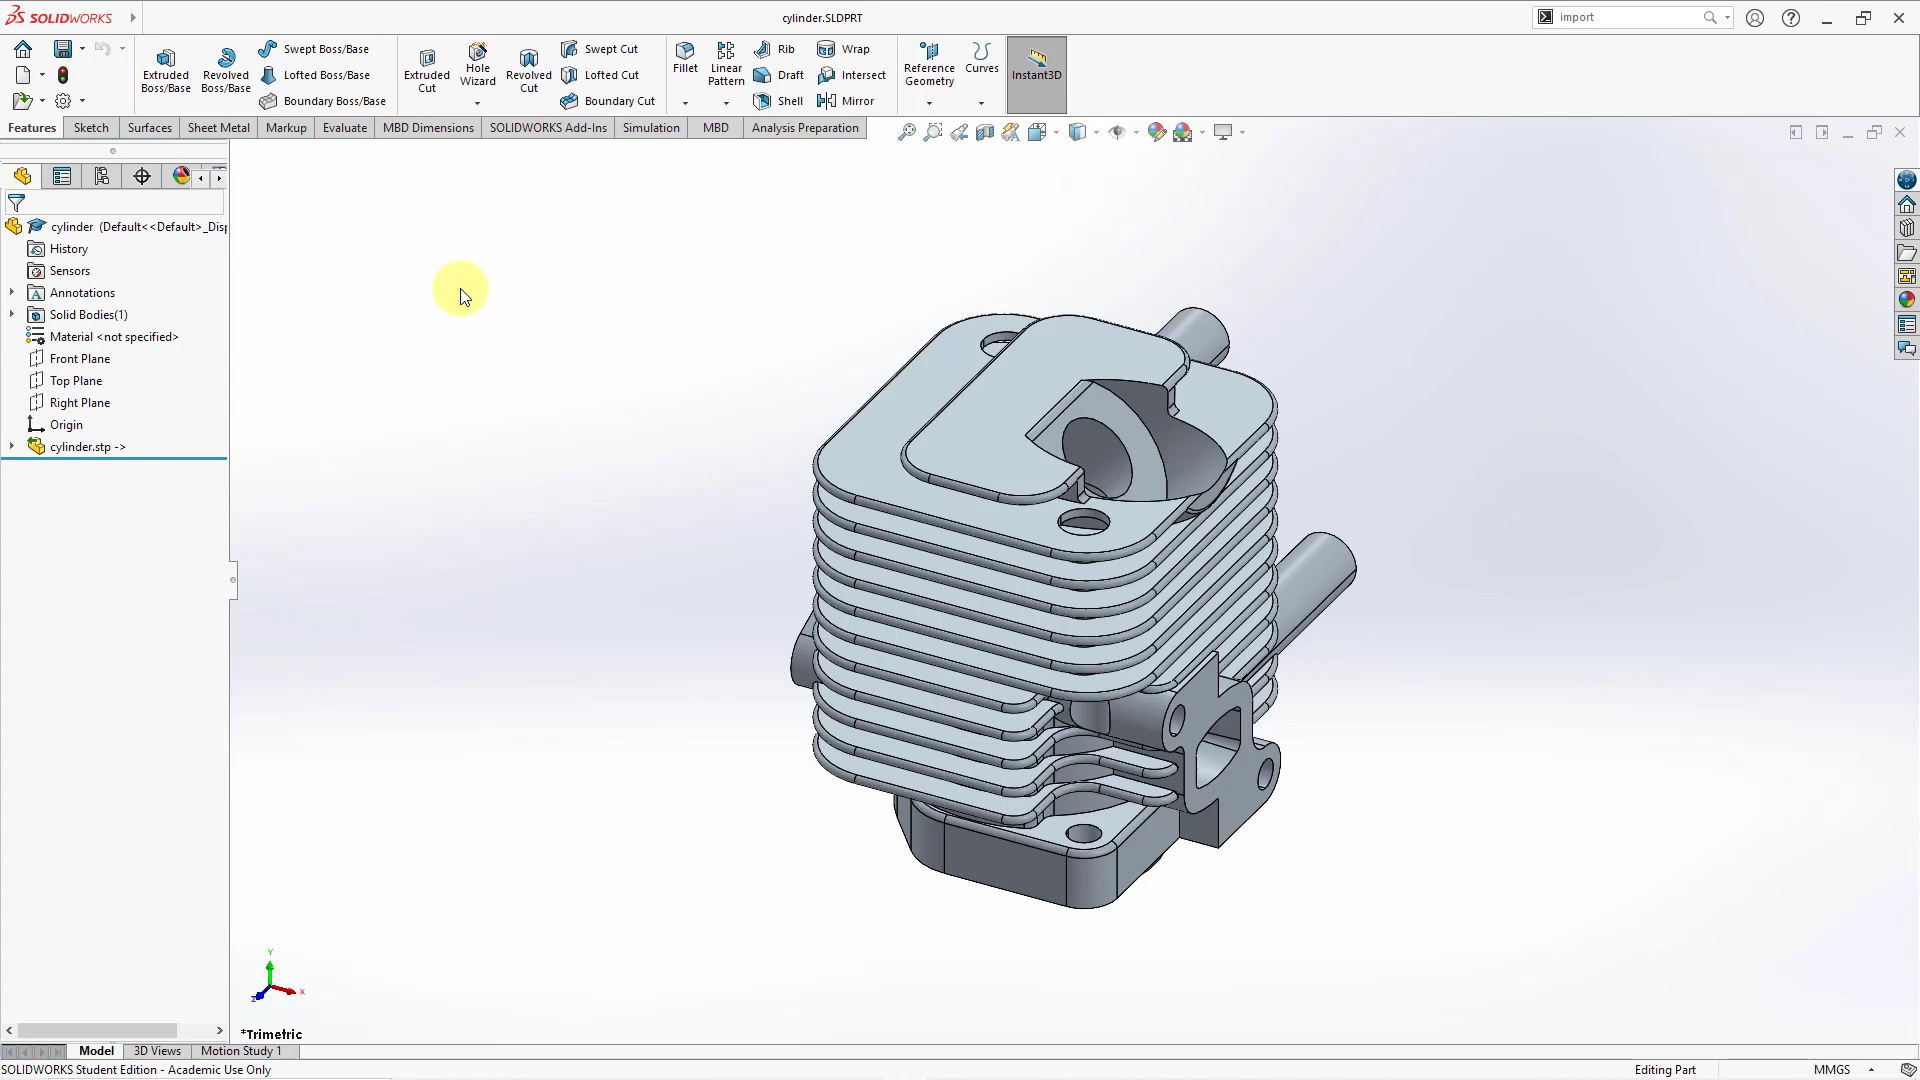 SOLIDWORKS
cylinder.SLDPRT
import
Extruded Boss/Base
Revolved Boss/Base
Swept Boss/Base
Lofted Boss/Base
Boundary Boss/Base
Extruded Cut
Hole Wizard
Revolved Cut
Swept Cut
Lofted Cut
Boundary Cut
Fillet
Linear Pattern
Rib
Draft
Shell
Wrap
Intersect
Mirror
Reference Geometry
Curves
Instant3D
Features Sketch Surfaces Sheet Metal Markup Evaluate MBD Dimensions SOLIDWORKS Add-Ins Simulation MBD Analysis Preparation
cylinder (Default<<Default>_Disp
History
Sensors
Annotations
Solid Bodies(1)
Material <not specified>
Front Plane
Top Plane
Right Plane
Origin
cylinder.stp ->
Y
X
Z
*Trimetric
Model 3D Views Motion Study 1
SOLIDWORKS Student Edition - Academic Use Only
Editing Part
MMGS